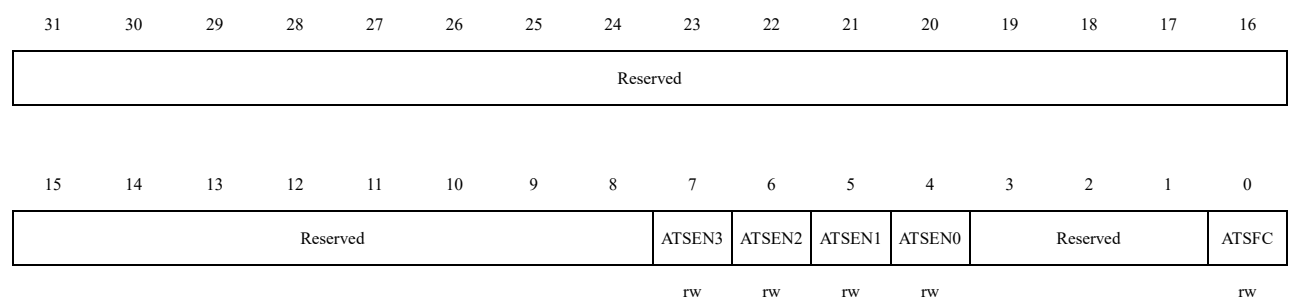 31 30 29 28 27 26 25 24 23 22 21 20 19 18 17 16
Reserved
15 14 13 12 11 10 9 8 7 6 5 4 3 2 1 0
Reserved ATSEN3 ATSEN2 ATSEN1 ATSEN0 Reserved ATSFC
rw rw rw rw rw